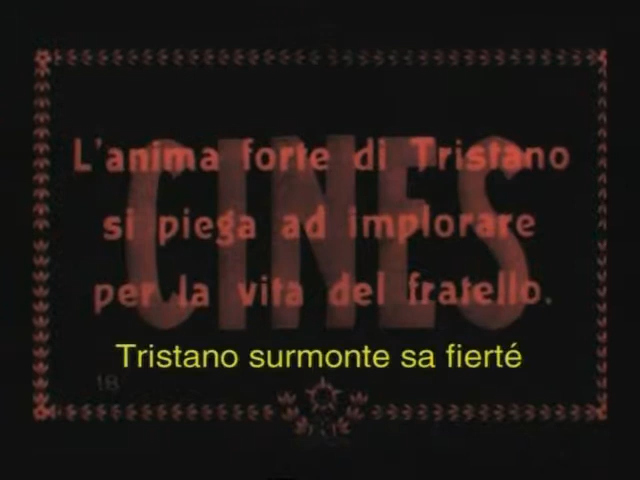 L'anima forte di Tristano
si piega ad implorare
per la vita del fratello.
CINES
Tristano surmonte sa fierté
18